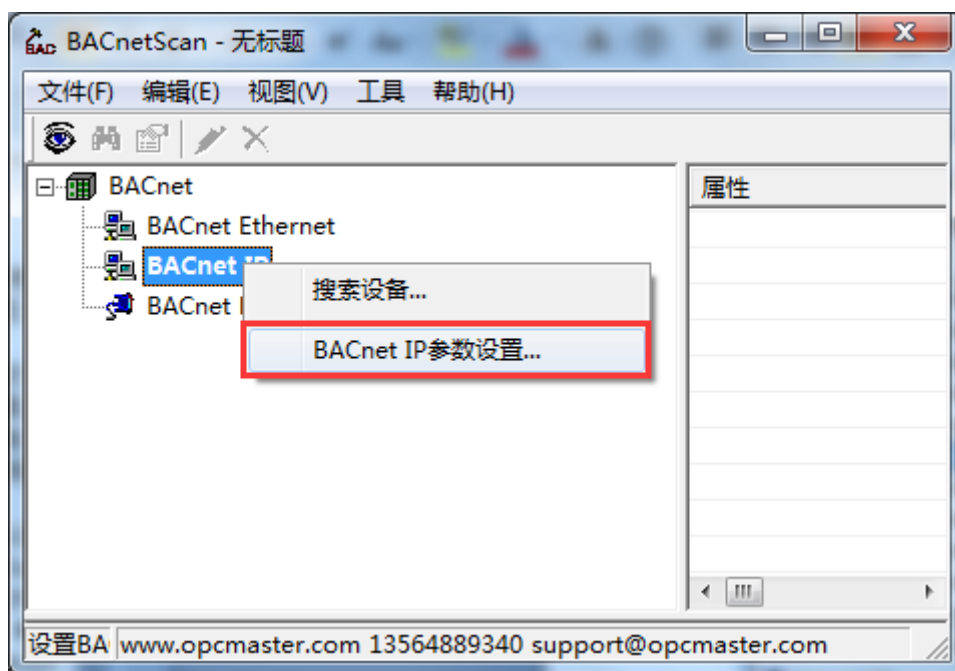 BAC BACnetScan - 无标题
文件(F) 编辑(E) 视图(V) 工具 帮助(H)
BACnet
属性
BACnet Ethernet
BACnet IP
搜索设备...
BACnet
BACnet IP参数设置...
设置BA www.opcmaster.com 13564889340 support@opcmaster.com